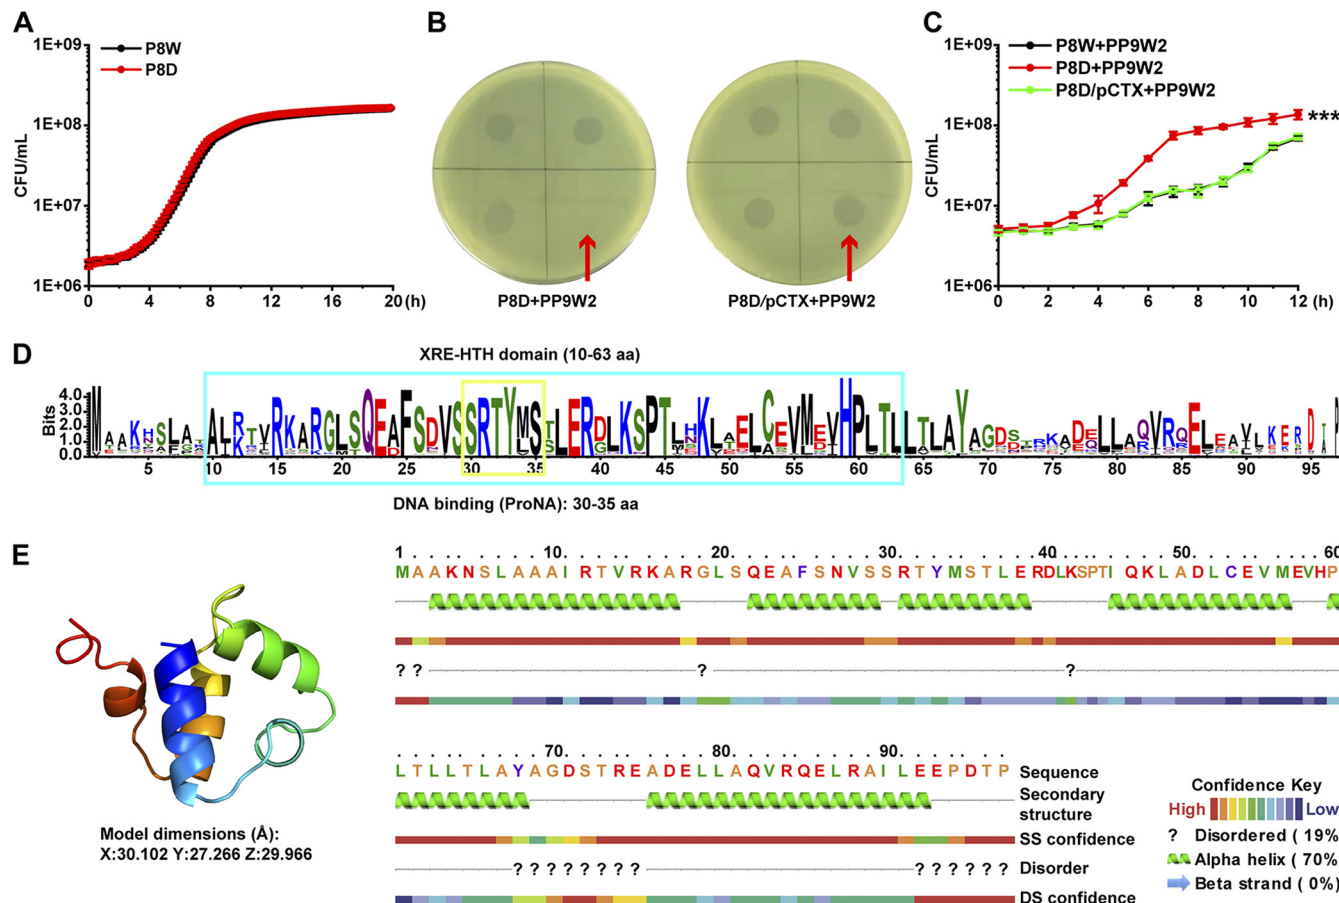 A
1E+09
1E+08
1E+07
1E+06
CFU/mL
P8W
P8D
0 4 8 12 16 20 (h)
B
P8D+PP9W2
P8D/pCTX+PP9W2
C
1E+09
1E+08
1E+07
1E+06
CFU/mL
P8W+PP9W2
P8D+PP9W2
P8D/pCTX+PP9W2
***
0 2 4 6 8 10 12 (h)
D
XRE-HTH domain (10-63 aa)
Bits
4.0
3.0
2.0
1.0
0.0
5 10 15 20 25 30 35 40 45 50 55 60 65 70 75 80 85 90 95
DNA binding (ProNA): 30-35 aa
E
Model dimensions (Å):
X:30.102 Y:27.266 Z:29.966
1 . . . . . . . . 10 . . . . . . . . . 20 . . . . . . . . . 30 . . . . . . . . . 40 . . . . . . . . . 50 . . . . . . . . . 60
MAAKNSLAAAIRTVRKARGLSQEAFSNVSSRTYMSTLERDLKSPTIQKLADLCEVMEVHP
? ? ? ?
. . . . . . . . . 70 . . . . . . . . . 80 . . . . . . . . . 90 . . . . . . .
LTLLTLAYAGDSTREADELLAQVRQELRAILEEPDTP
Sequence
Secondary
structure
SS confidence
? ? ? ? ? ? ? ? ? ? ? ? ? ?
Disorder
DS confidence
Confidence Key
High Low
? Disordered ( 19%
Alpha helix ( 70%
Beta strand ( 0%)